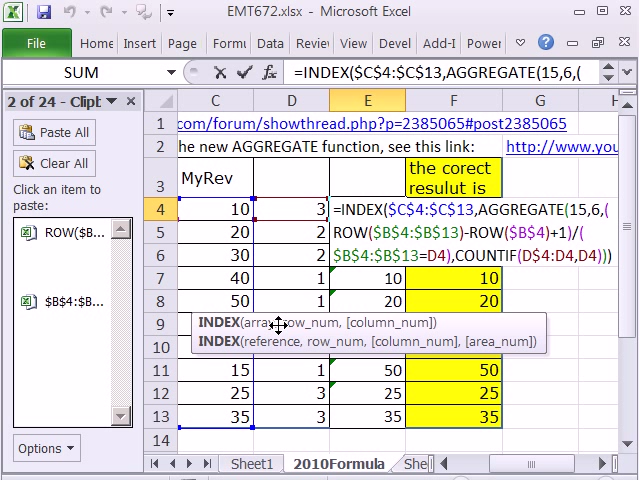 EMT672.xlsx - Microsoft Excel
File Home Insert Page Form Data Review View Devel Add-I Power
SUM =INDEX($C$4:$C$13,AGGREGATE(15,6,(
2 of 24 - Clipb
Paste All
Clear All
Click an item to
paste:
ROW($B...
$B$4:$B...
Options
C D E F G H
1 com/forum/showthread.php?p=2385065#post2385065
2 he new AGGREGATE function, see this link: http://www.you
3 MyRev the corect
resulut is
4 10 3 =INDEX($C$4:$C$13,AGGREGATE(15,6,(
5 20 2 ROW($B$4:$B$13)-ROW($B$4)+1)/(
6 30 2 $B$4:$B$13=D4),COUNTIF(D$4:D4,D4)))
7 40 1 10 10
8 50 1 20 20
9
INDEX(array, row_num, [column_num])
10
INDEX(reference, row_num, [column_num], [area_num])
11 15 1 50 50
12 25 3 25 25
13 35 3 35 35
14
Sheet1 2010Formula She